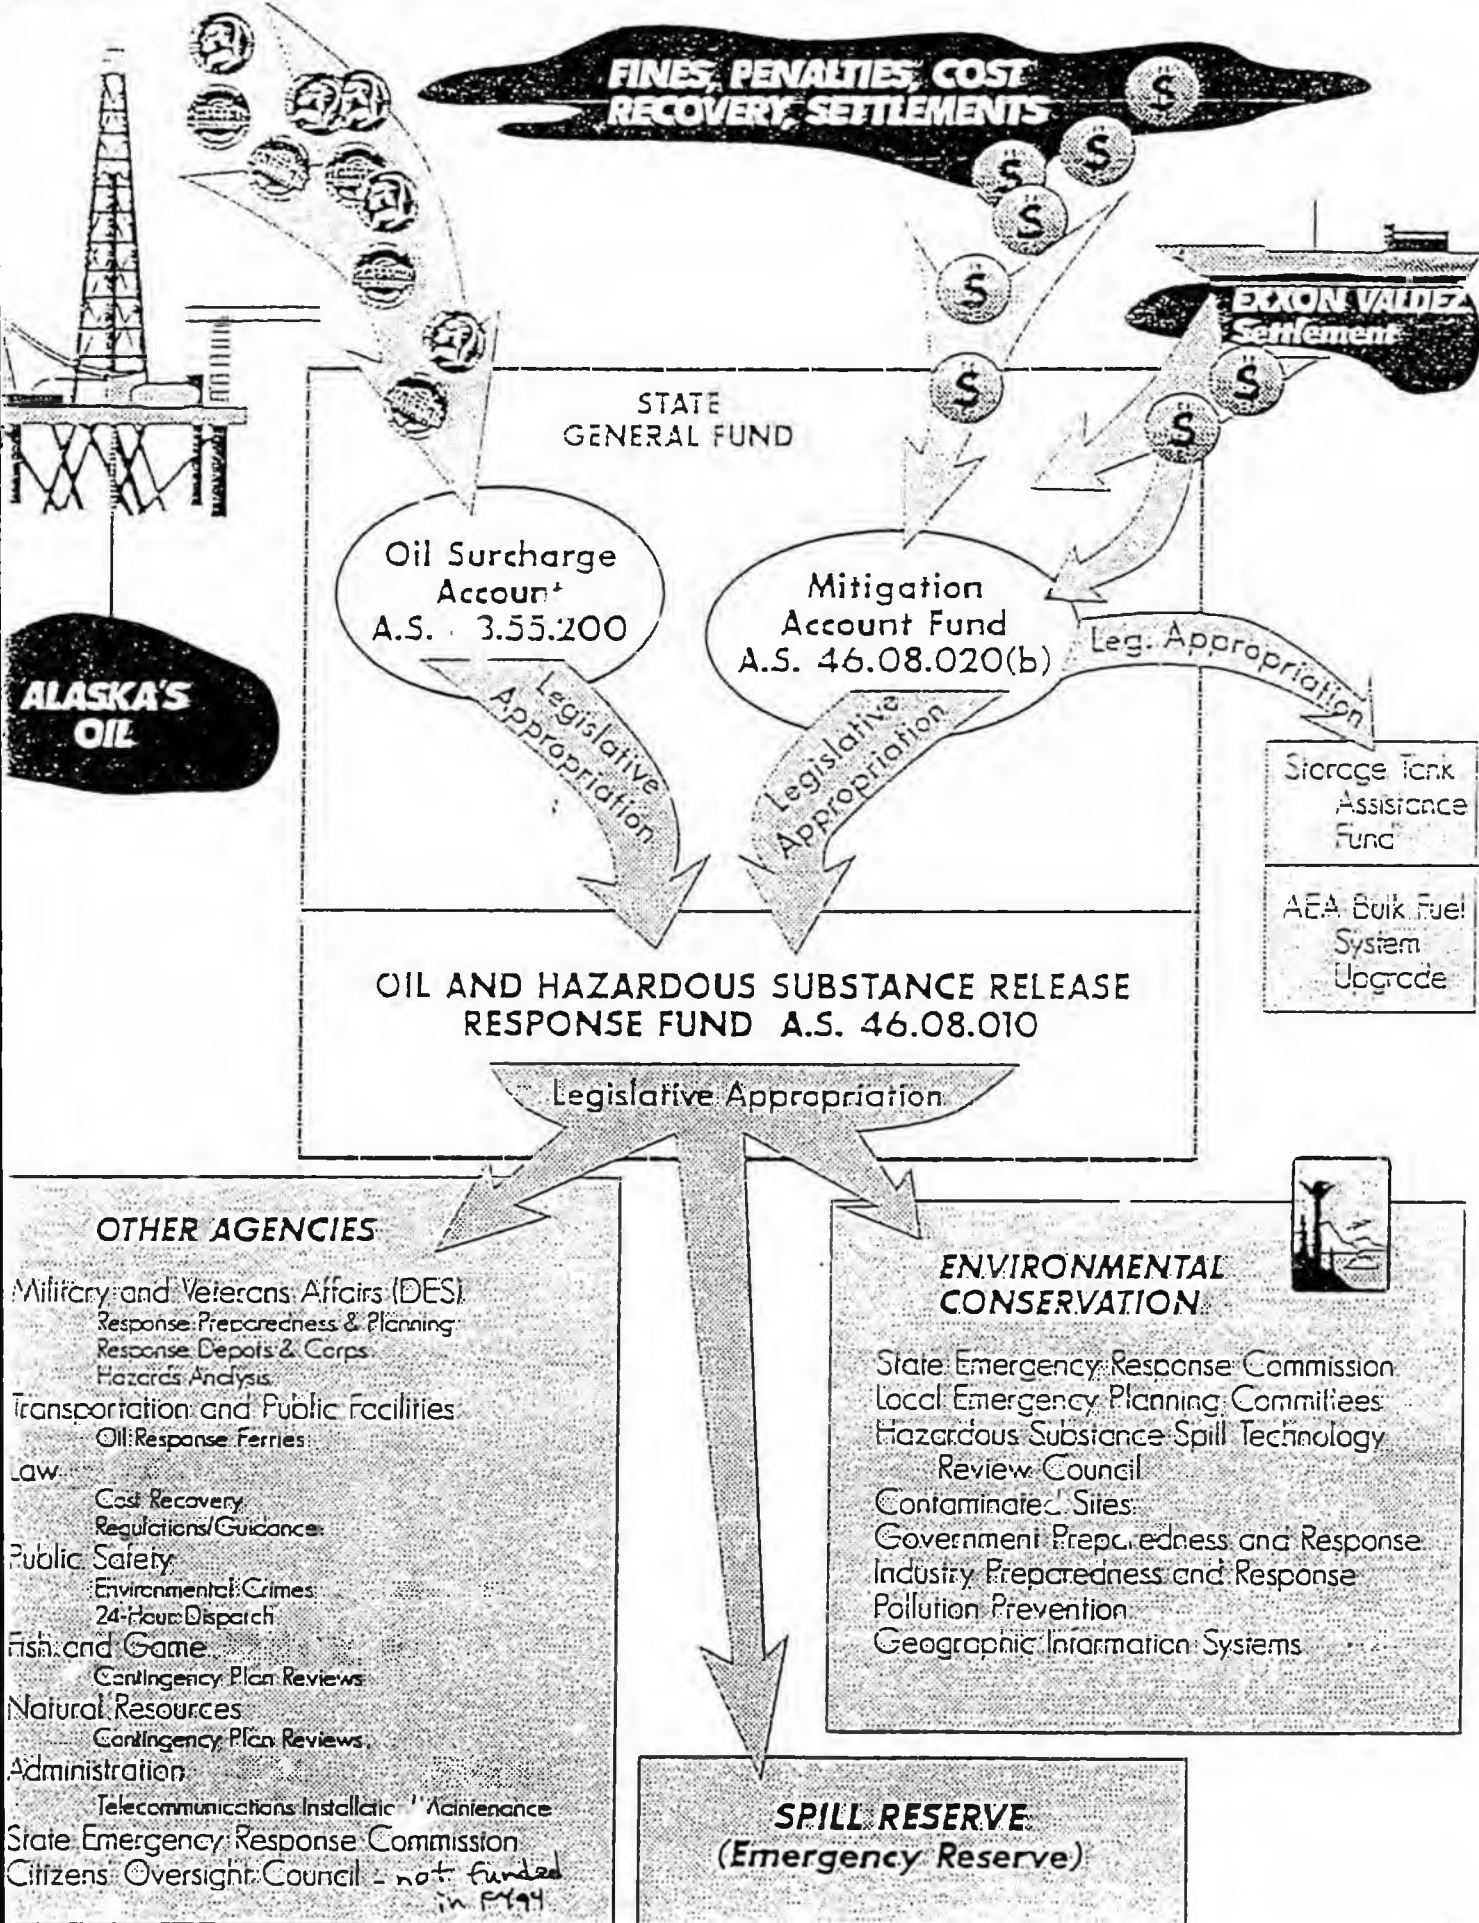 FINES, PENALTIES, COST
RECOVERY, SETTLEMENTS
$
$
$
$
$
$
EXXON VALDEZ
Settlement
$
$
STATE
GENERAL FUND
Oil Surcharge
Account
A.S. 3.55.200
Mitigation
Account Fund
A.S. 46.08.020(b)
Leg. Appropriation
ALASKA'S
OIL
Legislative
Appropriation
Legislative
Appropriation
Storage Tank
Assistance
Fund
AEA Bulk Fuel
System
Upgrade
OIL AND HAZARDOUS SUBSTANCE RELEASE
RESPONSE FUND A.S. 46.08.010
Legislative Appropriation
OTHER AGENCIES
Military and Veterans Affairs (DES)
Response Preparedness & Planning
Response Depots & Corps
Hazards Analysis
Transportation and Public Facilities
Oil Response Ferries
Law
Cost Recovery
Regulations/Guidance
Public Safety
Environmental Crimes
24-Hour Dispatch
Fish and Game
Contingency Plan Reviews
Natural Resources
Contingency Plan Reviews
Administration
Telecommunications Installatic Maintenance
State Emergency Response Commission
Citizens Oversight Council - not funded
in FY94
ENVIRONMENTAL
CONSERVATION
State Emergency Response Commission
Local Emergency Planning Committees
Hazardous Substance Spill Technology
Review Council
Contaminated Sites
Government Preparedness and Response
Industry Preparedness and Response
Pollution Prevention
Geographic Information Systems
SPILL RESERVE
(Emergency Reserve)